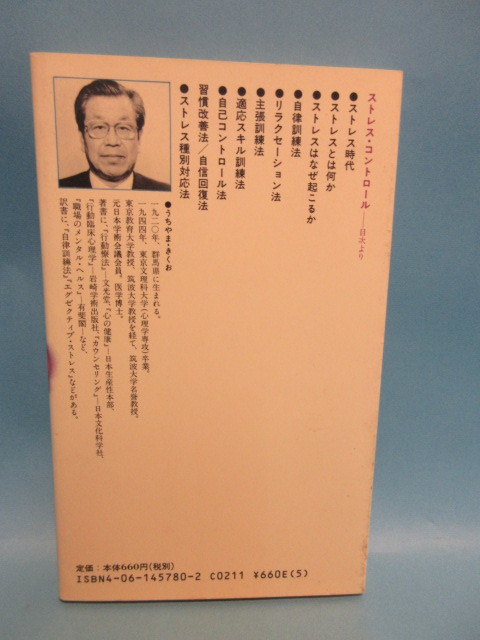 ストレス・コントロール──目次より
●ストレス時代
●ストレスとは何か
●ストレスはなぜ起こるか
●自律訓練法
●リラクセーション法
●主張訓練法
●適応スキル訓練法
●自己コントロール法
習慣改善法／自信回復法
●ストレス種別対応法
●うちやま・きくお
一九二〇年、群馬県に生まれる。
一九四四年、東京文理科大学(心理学専攻)卒業。
東京教育大学教授、筑波大学教授を経て、筑波大学名誉教授。
元日本学術会議会員。医学博士。
著書に、『行動療法』─文光堂、『心の健康』─日本生産性本部、
『行動臨床心理学』─岩崎学術出版社、『カウンセリング』─日本文化科学社、
『職場のメンタル・ヘルス』─有斐閣─など、
訳書に、『自律訓練法』、『エグゼクティブ・ストレス』などがある。
定価：本体660円(税別)
ISBN4-06-145780-2 C0211 ¥660E(5)